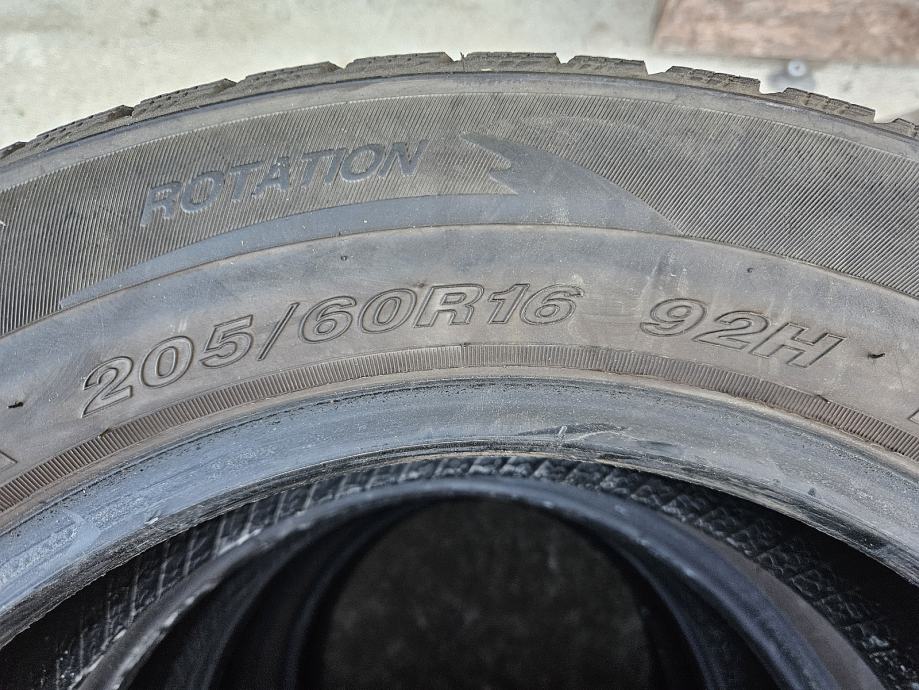 ROTATION
205/60R16 92H